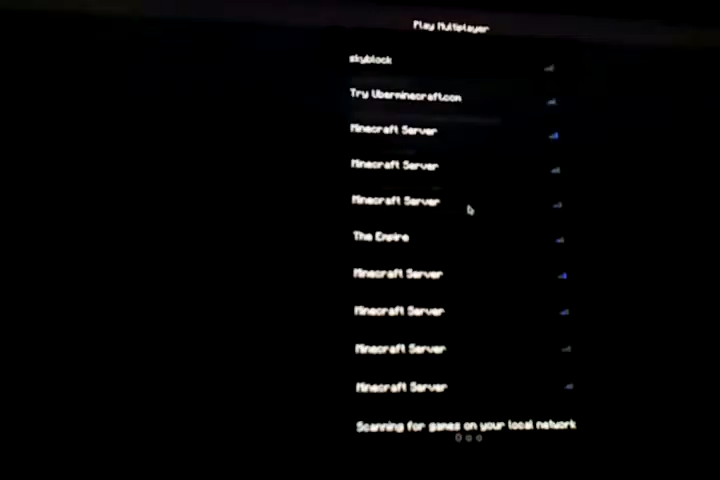 Play Multiplayer
skyblock
Try Uberminecraft.com
Minecraft Server
Minecraft Server
Minecraft Server
The Empire
Minecraft Server
Minecraft Server
Minecraft Server
Minecraft Server
Scanning for games on your local network
O o o